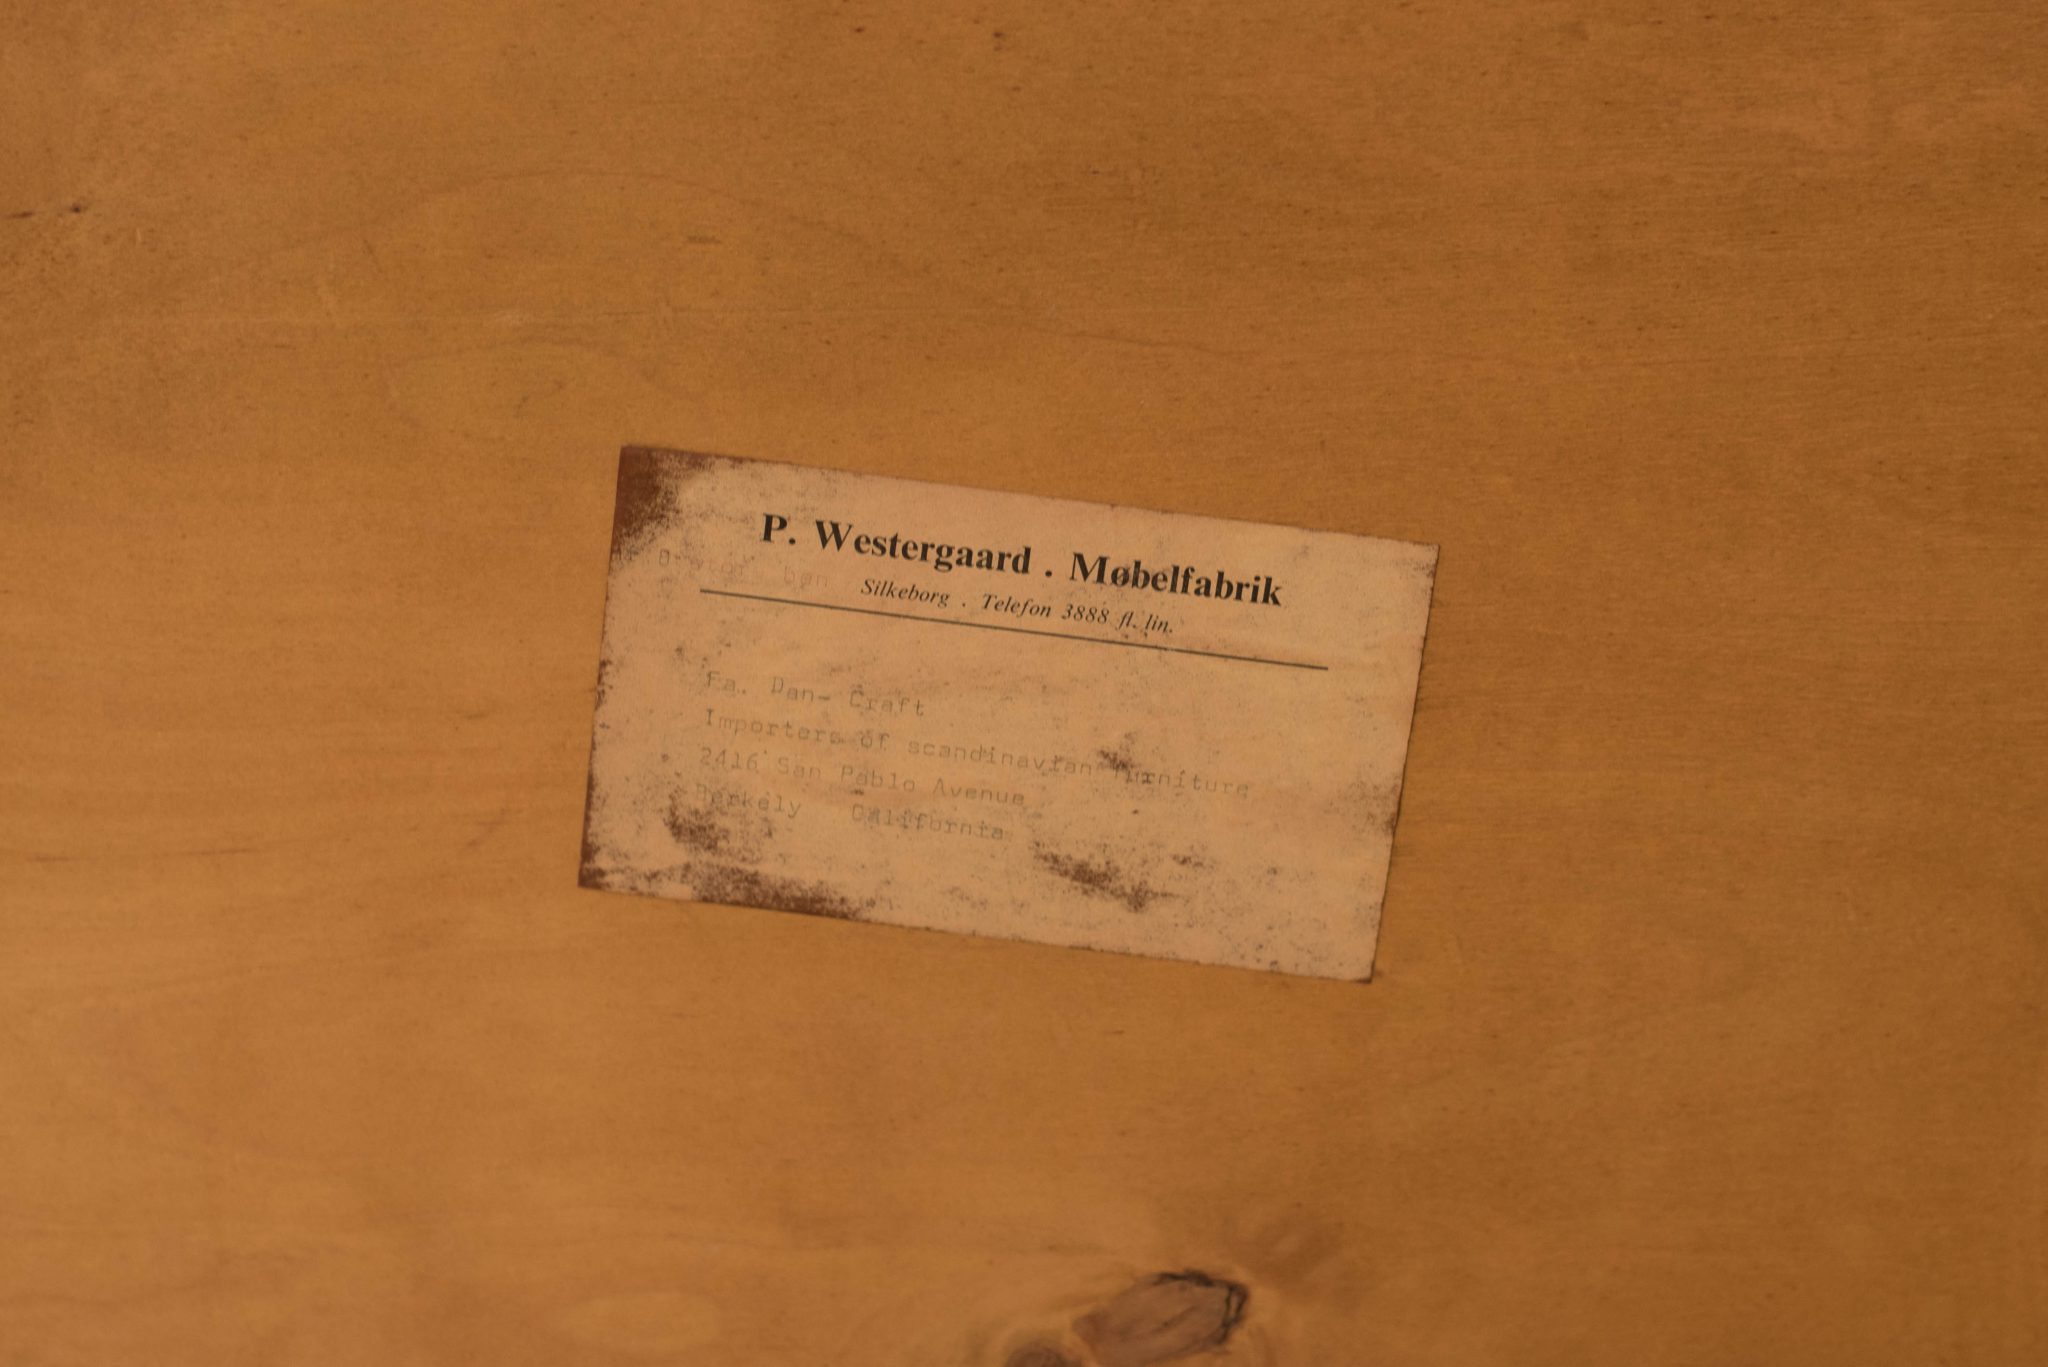 P. Westergaard . Møbelfabrik
Silkeborg . Telefon 3888 fl. lin.
Fa. Dan- Craft
Importers of scandinavian furniture
2416 San Pablo Avenue
Berkely California